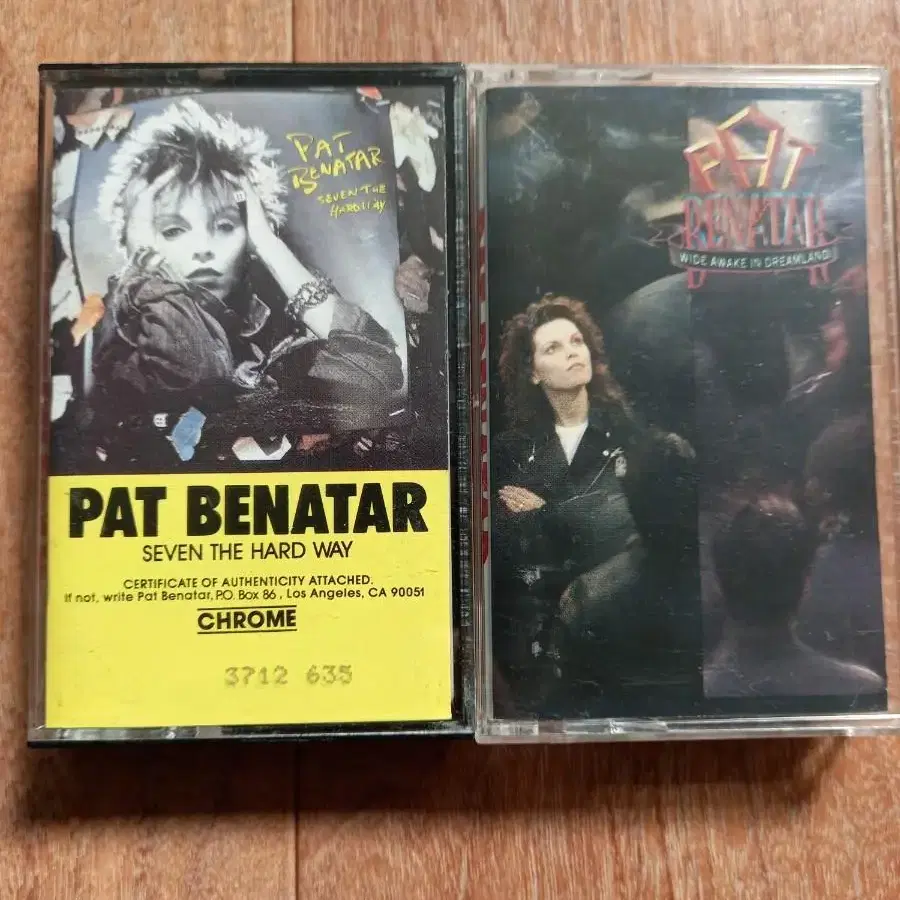 PAT
BENATAR
SEVEN THE
HARD WAY
PAT BENATAR
SEVEN THE HARD WAY
CERTIFICATE OF AUTHENTICITY ATTACHED.
If not, write Pat Benatar, P.O. Box 86, Los Angeles, CA 90051
CHROME
3712 635
PAT
BENATAR
WIDE AWAKE IN DREAMLAND